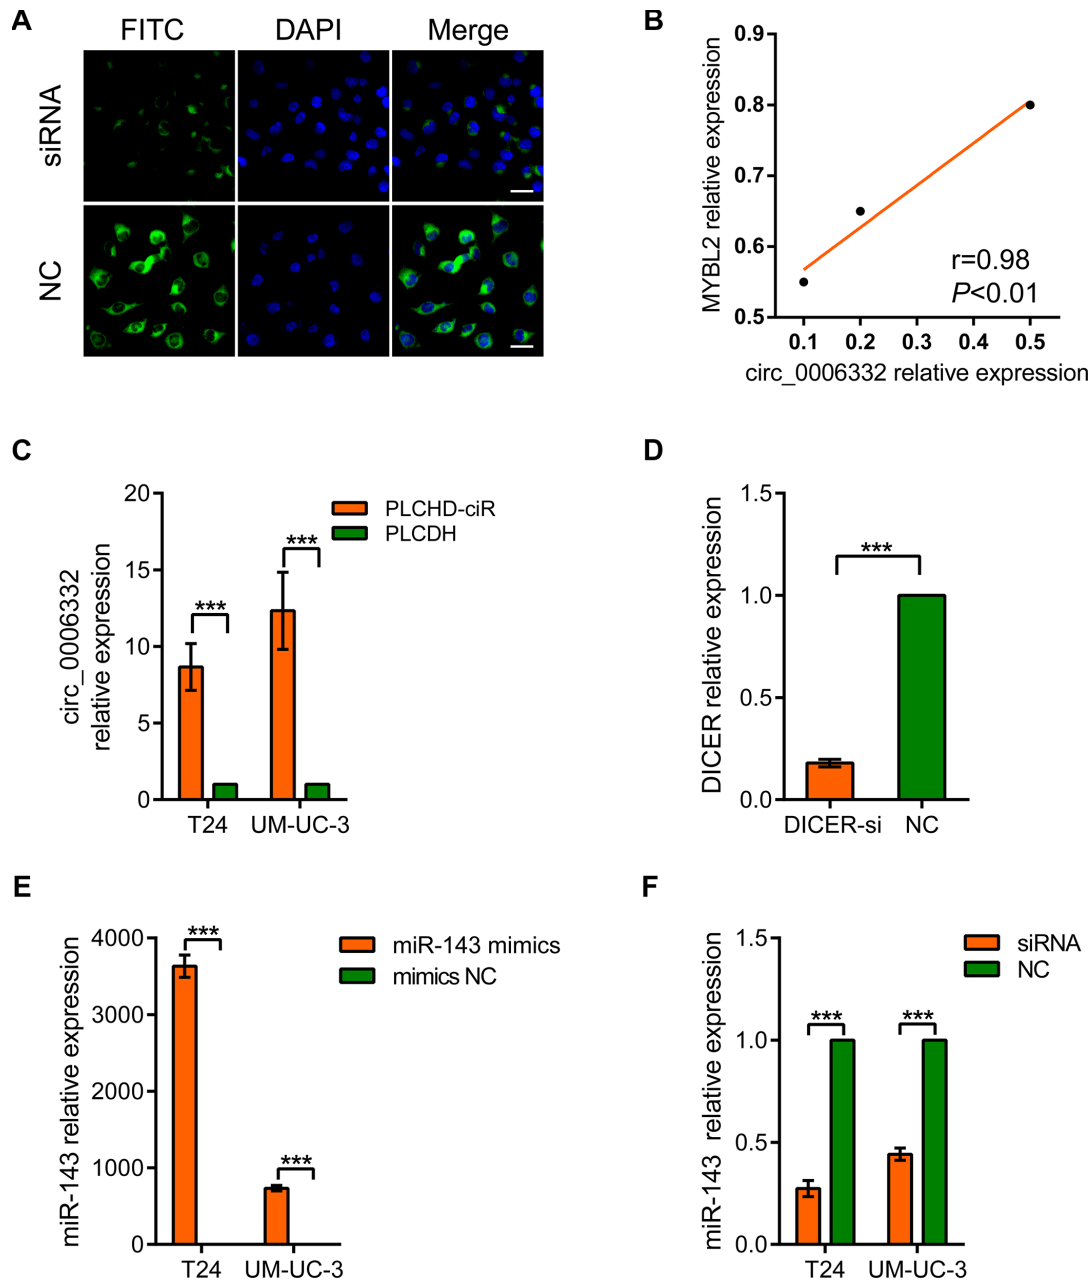 A
FITC DAPI Merge
siRNA
NC
B
MYBL2 relative expression
0.9
0.8
0.7
0.6
0.5
r=0.98
P<0.01
0.1 0.2 0.3 0.4 0.5
circ_0006332 relative expression
C
circ_0006332
relative expression
20
15
10
5
0
***
***
PLCHD-ciR
PLCDH
T24 UM-UC-3
D
DICER relative expression
1.5
1.0
0.5
0.0
***
DICER-si NC
E
miR-143 relative expression
4000
3000
2000
1000
0
***
***
miR-143 mimics
mimics NC
T24 UM-UC-3
F
miR-143 relative expression
1.5
1.0
0.5
0.0
*** ***
siRNA
NC
T24 UM-UC-3